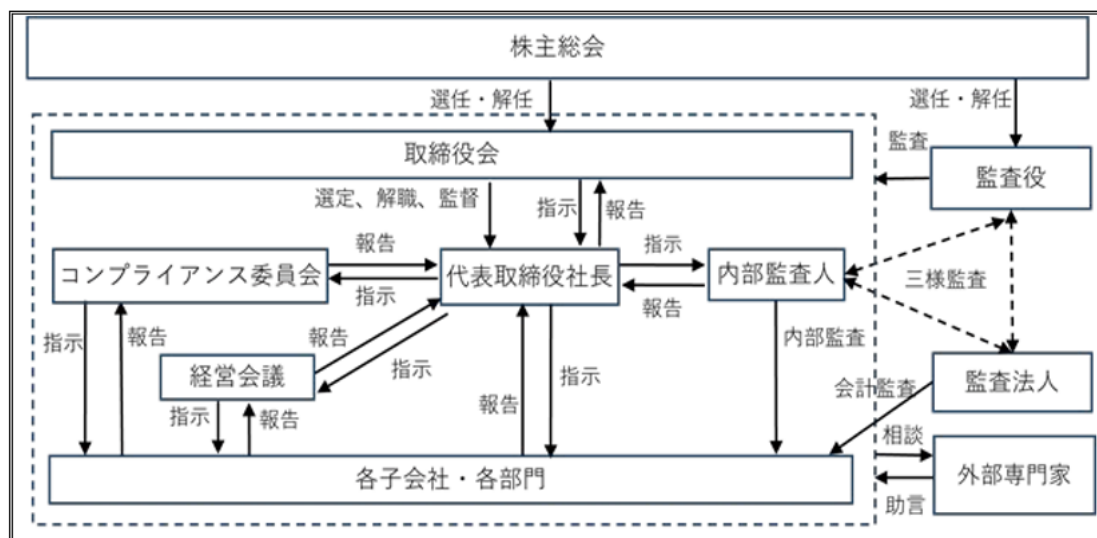 株主総会
選任・解任
選任・解任
取締役会
監査
監査役
選定、解職、監督
指示
報告
コンプライアンス委員会
報告
指示
代表取締役社長
指示
報告
内部監査人
三様監査
指示
報告
経営会議
報告
指示
指示
報告
報告
指示
内部監査
会計監査
監査法人
各子会社・各部門
相談
助言
外部専門家